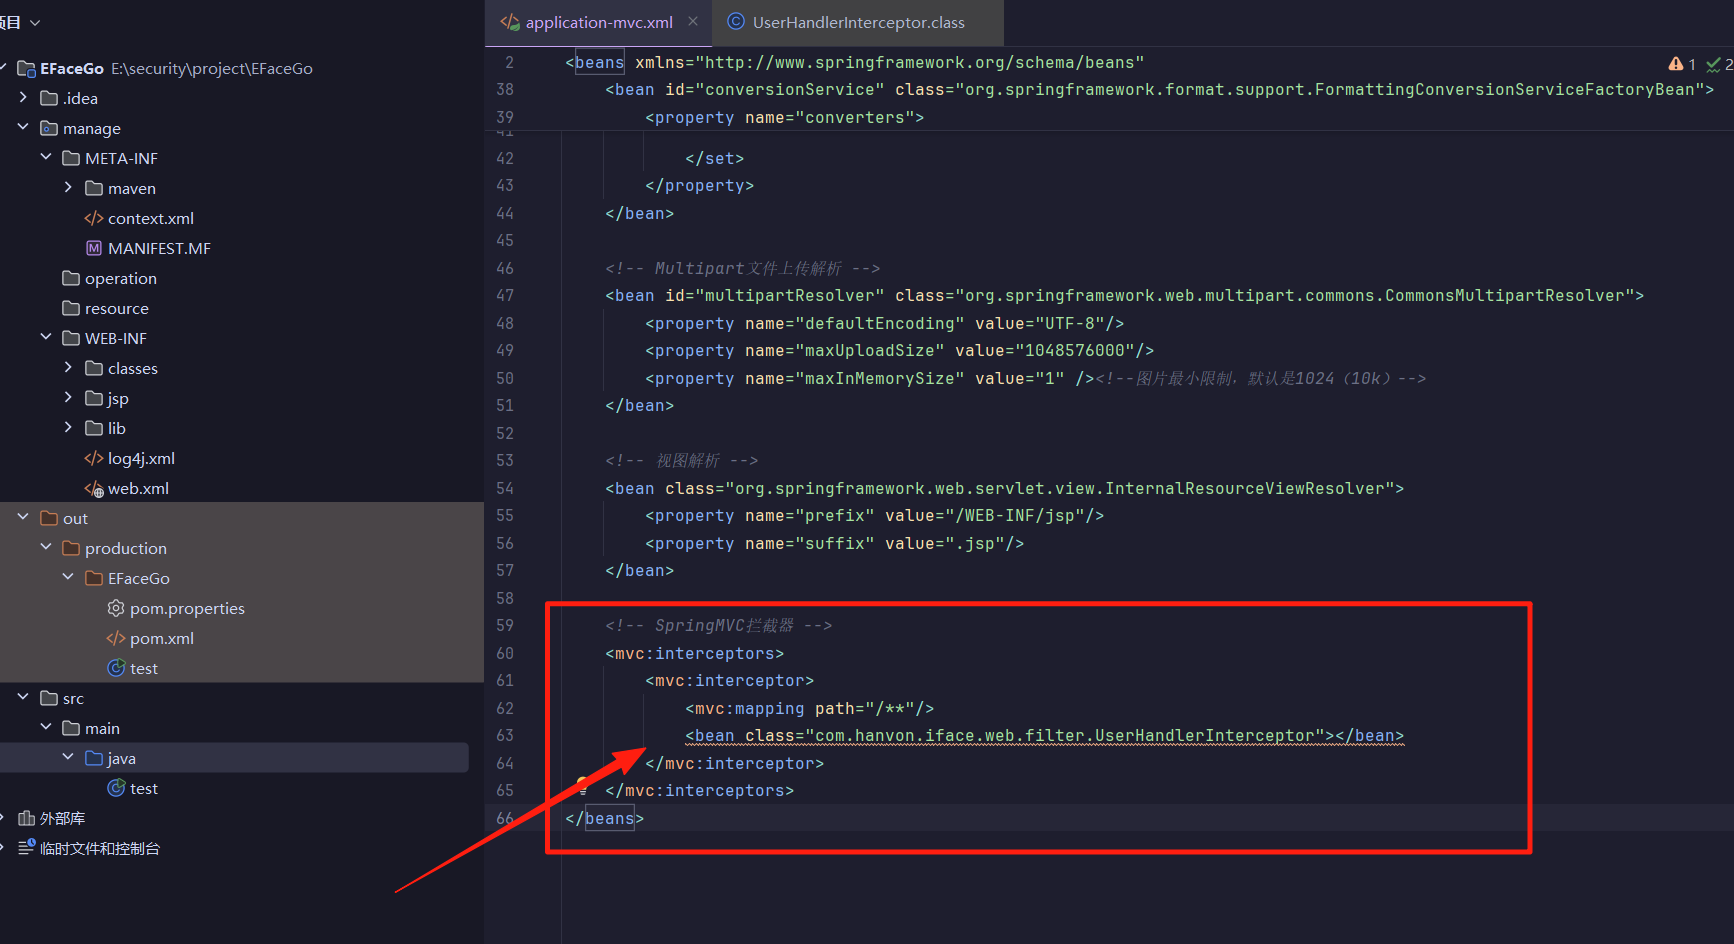 项目
EFaceGo E:\security\project\EFaceGo
.idea
manage
META-INF
maven
context.xml
MANIFEST.MF
operation
resource
WEB-INF
classes
jsp
lib
log4j.xml
web.xml
out
production
EFaceGo
pom.properties
pom.xml
test
src
main
java
test
外部库
临时文件和控制台
application-mvc.xml
UserHandlerInterceptor.class
1 2
2 <beans xmlns="http://www.springframework.org/schema/beans"
38 <bean id="conversionService" class="org.springframework.format.support.FormattingConversionServiceFactoryBean">
39 <property name="converters">
41
42 </set>
43 </property>
44 </bean>
45
46 <!-- Multipart文件上传解析 -->
47 <bean id="multipartResolver" class="org.springframework.web.multipart.commons.CommonsMultipartResolver">
48 <property name="defaultEncoding" value="UTF-8"/>
49 <property name="maxUploadSize" value="1048576000"/>
50 <property name="maxInMemorySize" value="1" /><!--图片最小限制，默认是1024（10k）-->
51 </bean>
52
53 <!-- 视图解析 -->
54 <bean class="org.springframework.web.servlet.view.InternalResourceViewResolver">
55 <property name="prefix" value="/WEB-INF/jsp"/>
56 <property name="suffix" value=".jsp"/>
57 </bean>
58
59 <!-- SpringMVC拦截器 -->
60 <mvc:interceptors>
61 <mvc:interceptor>
62 <mvc:mapping path="/**"/>
63 <bean class="com.hanvon.iface.web.filter.UserHandlerInterceptor"></bean>
64 </mvc:interceptor>
65 </mvc:interceptors>
66 </beans>